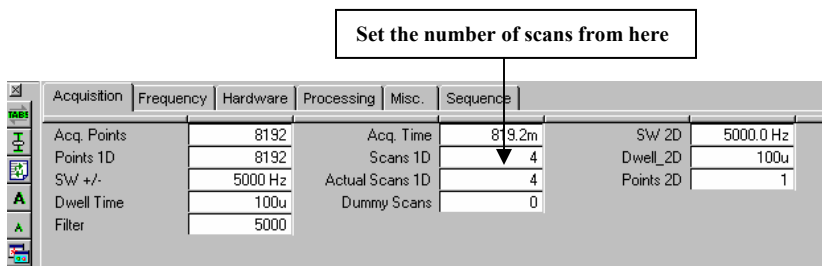 Set the number of scans from here
Acquisition Frequency Hardware Processing Misc. Sequence
TABS
Acq. Points 8192 Acq. Time 819.2m SW 2D 5000.0 Hz
Points 1D 8192 Scans 1D 4 Dwell_2D 100u
SW +/- 5000 Hz Actual Scans 1D 4 Points 2D 1
A Dwell Time 100u Dummy Scans 0
A Filter 5000